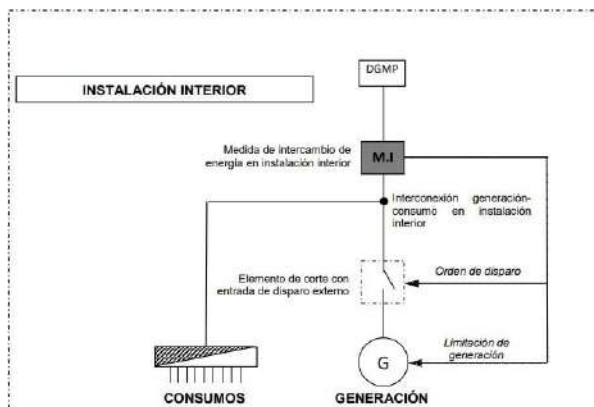 DGMP
INSTALACIÓN INTERIOR
Medida de intercambio de
energía en instalación interior
M.I
Interconexión generación-
consumo en instalación
interior
Elemento de corte con
entrada de disparo externo
Orden de disparo
Limitación de
generación
G
CONSUMOS
GENERACIÓN